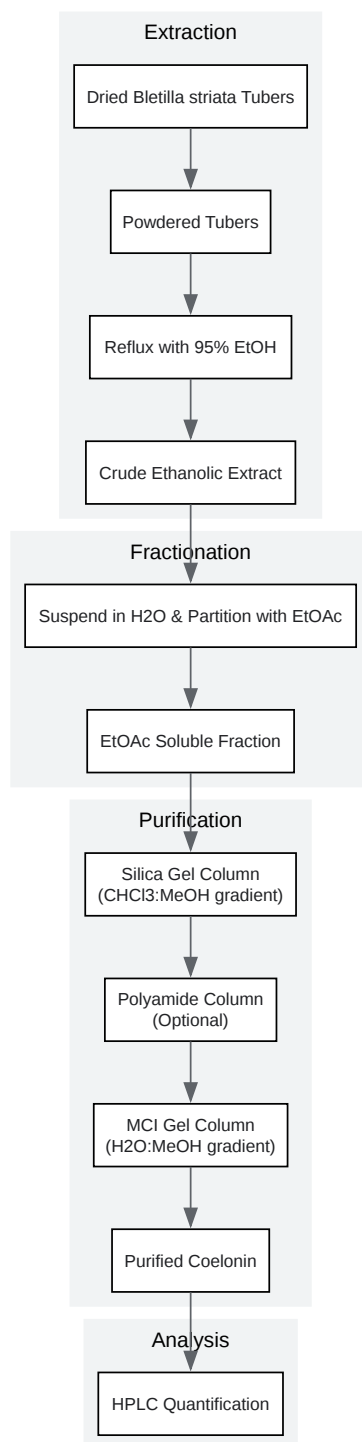 Extraction
Dried Bletilla striata Tubers
Powdered Tubers
Reflux with 95% EtOH
Crude Ethanolic Extract
Fractionation
Suspend in H2O & Partition with EtOAc
EtOAc Soluble Fraction
Purification
Silica Gel Column
(CHCl3:MeOH gradient)
Polyamide Column
(Optional)
MCI Gel Column
(H2O:MeOH gradient)
Purified Coelonin
Analysis
HPLC Quantification